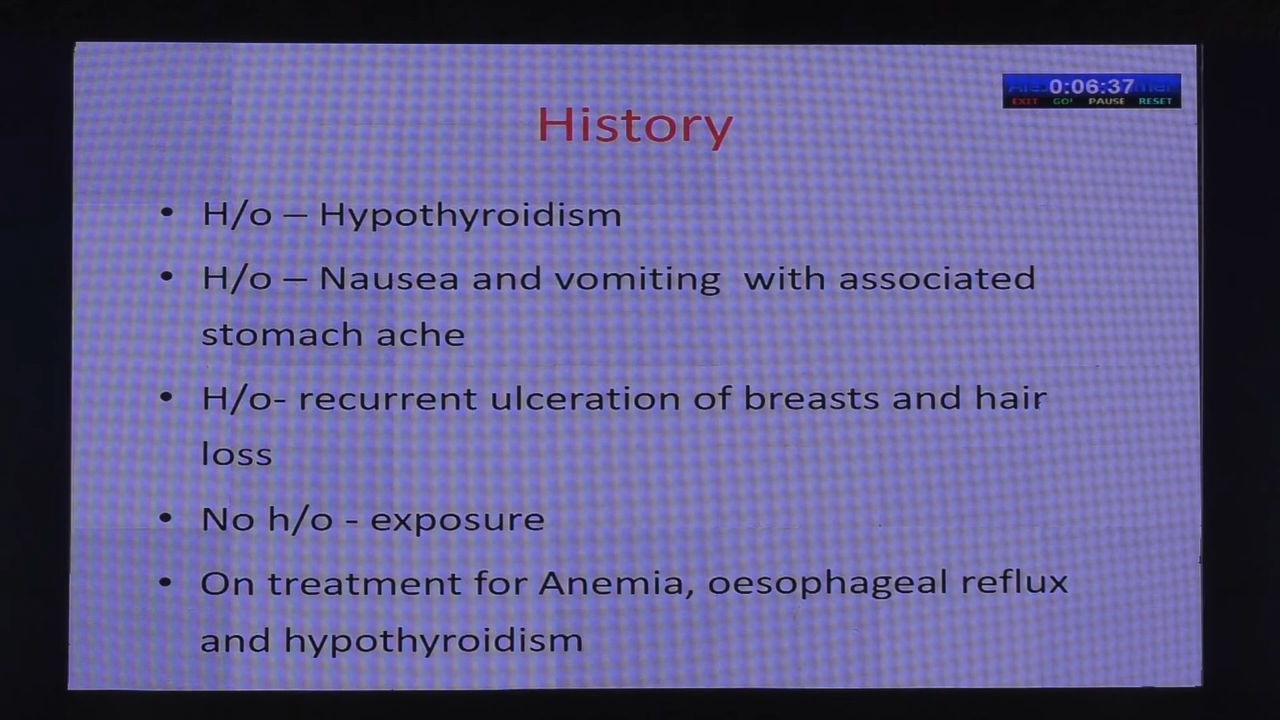 0:06:37
EXIT GO! PAUSE RESET
History
• H/o – Hypothyroidism
• H/o – Nausea and vomiting with associated
stomach ache
• H/o- recurrent ulceration of breasts and hair
loss
• No h/o - exposure
• On treatment for Anemia, oesophageal reflux
and hypothyroidism